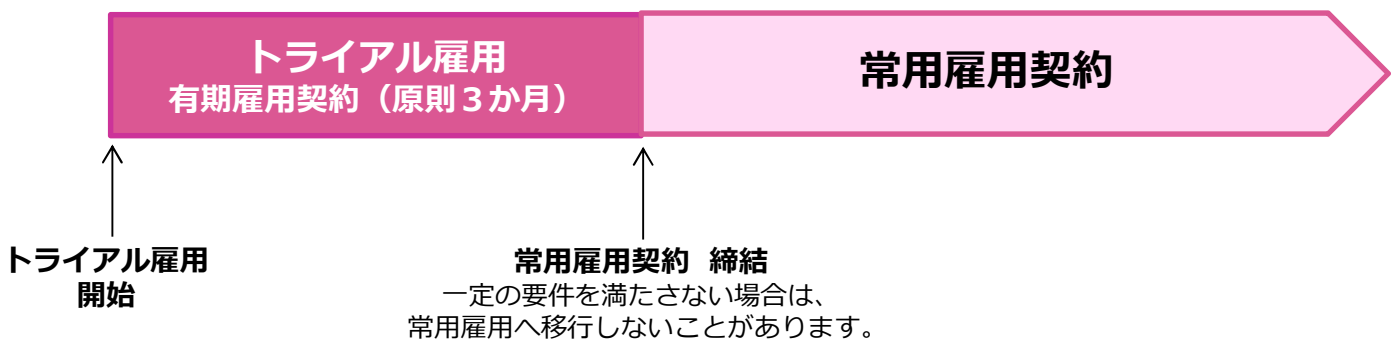 トライアル雇用
有期雇用契約（原則３か月）
常用雇用契約
トライアル雇用
開始
常用雇用契約 締結
一定の要件を満たさない場合は、
常用雇用へ移行しないことがあります。